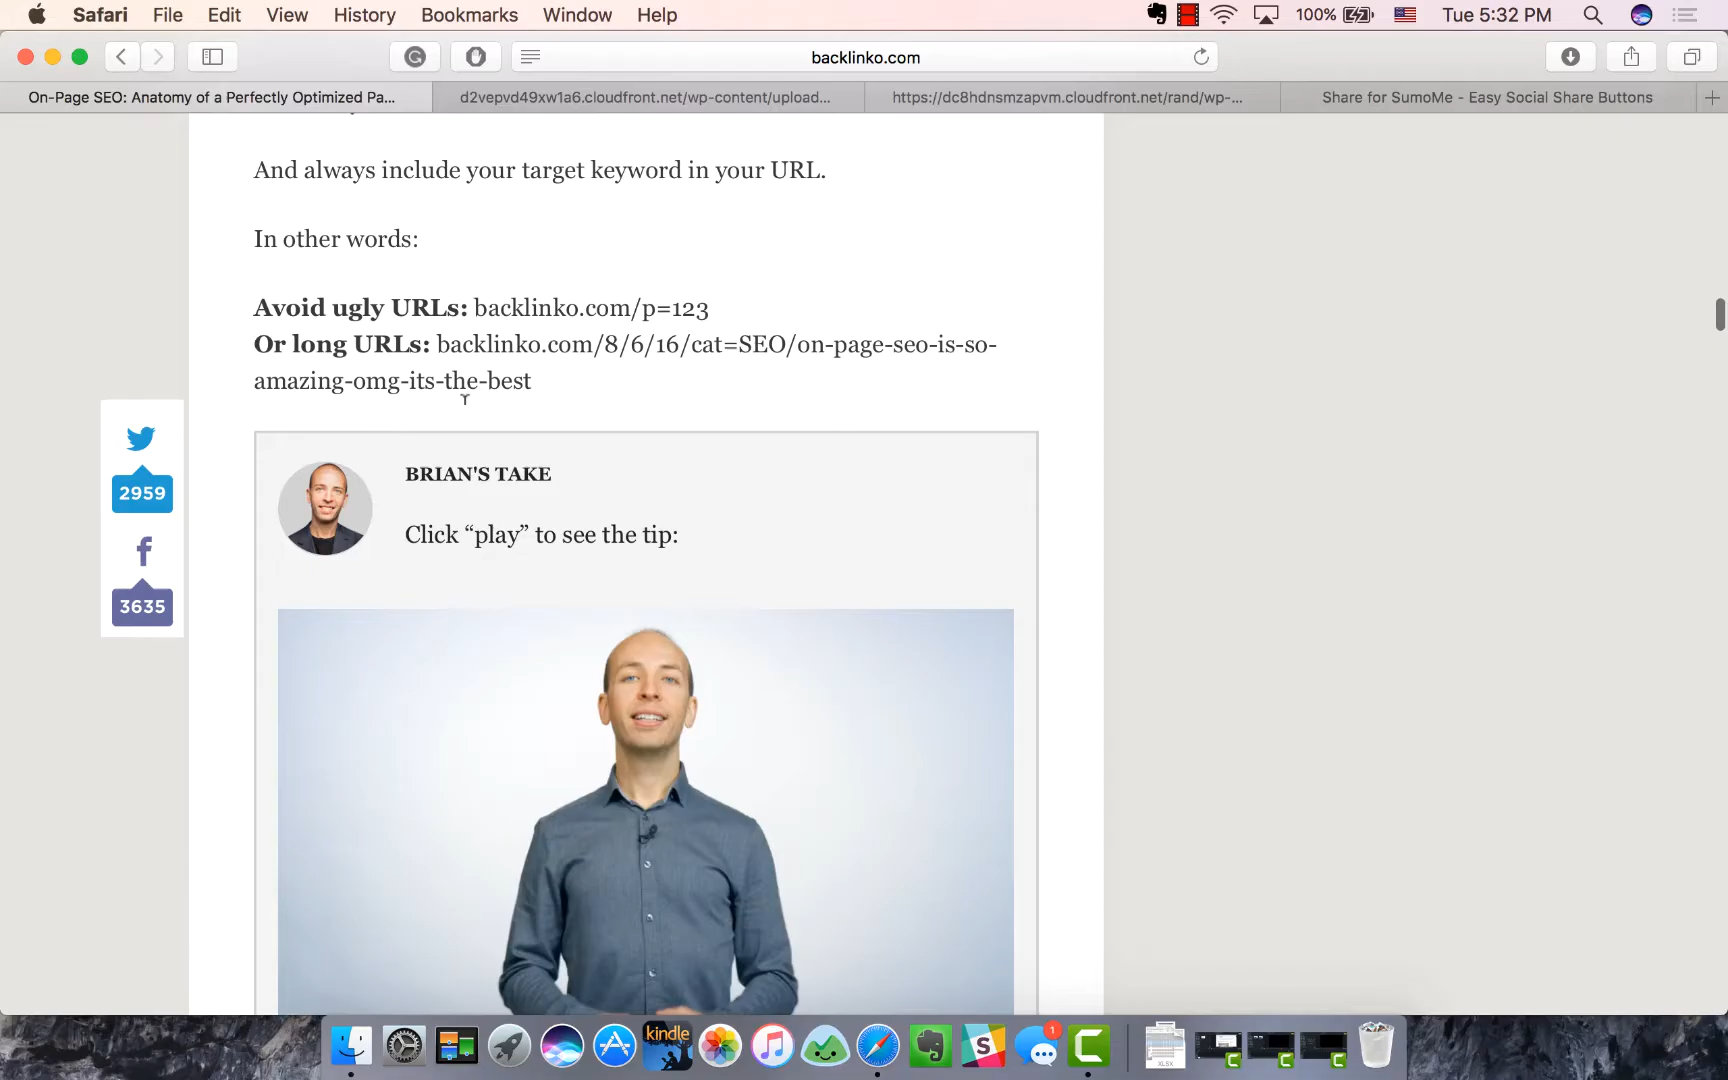 Safari File Edit View History Bookmarks Window Help 100% Tue 5:32 PM
backlinko.com
On-Page SEO: Anatomy of a Perfectly Optimized Pa...
d2vepvd49xw1a6.cloudfront.net/wp-content/upload...
https://dc8hdnsmzapvm.cloudfront.net/rand/wp-...
Share for SumoMe - Easy Social Share Buttons
And always include your target keyword in your URL.
In other words:
Avoid ugly URLs: backlinko.com/p=123
Or long URLs: backlinko.com/8/6/16/cat=SEO/on-page-seo-is-so-
amazing-omg-its-the-best
2959
3635
BRIAN'S TAKE
Click “play” to see the tip:
kindle
1
XLSX